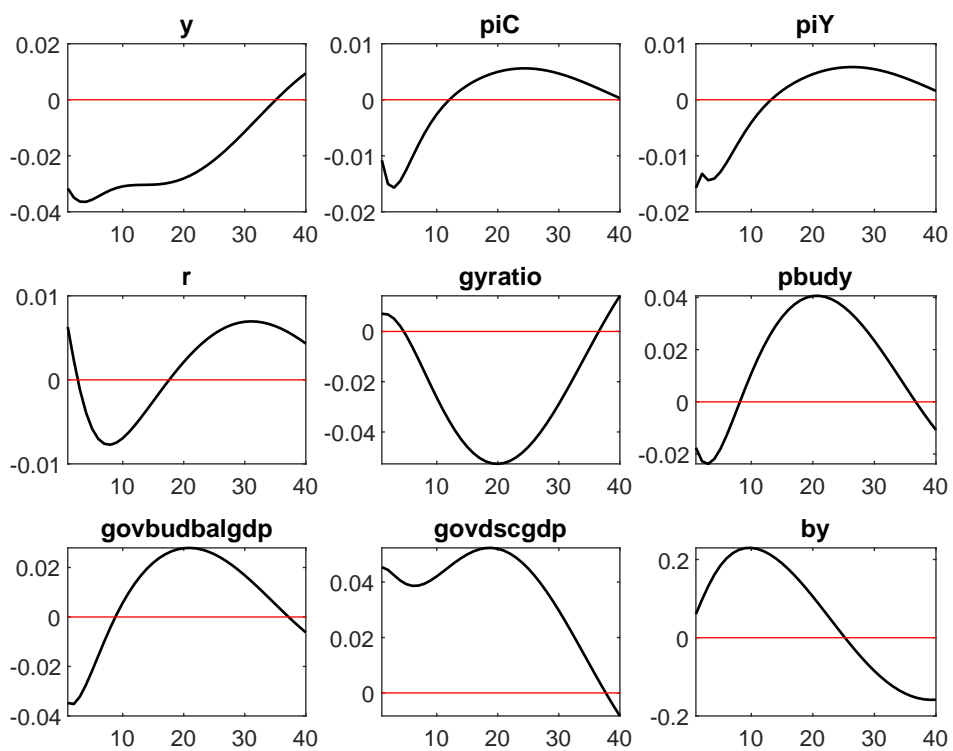 y piC piY
0.02 0.01 0.01
0 0 0
-0.02 -0.01 -0.01
-0.04 -0.02 -0.02
10 20 30 40 10 20 30 40 10 20 30 40
r gyratio pbudy
0.01 0 0.04
0 -0.02 0.02
-0.01 -0.04 0
-0.02
10 20 30 40 10 20 30 40 10 20 30 40
govbudbalgdp govdscgdp by
0.02 0.04 0.2
0 0.02 0
-0.02 0 -0.2
-0.04
10 20 30 40 10 20 30 40 10 20 30 40